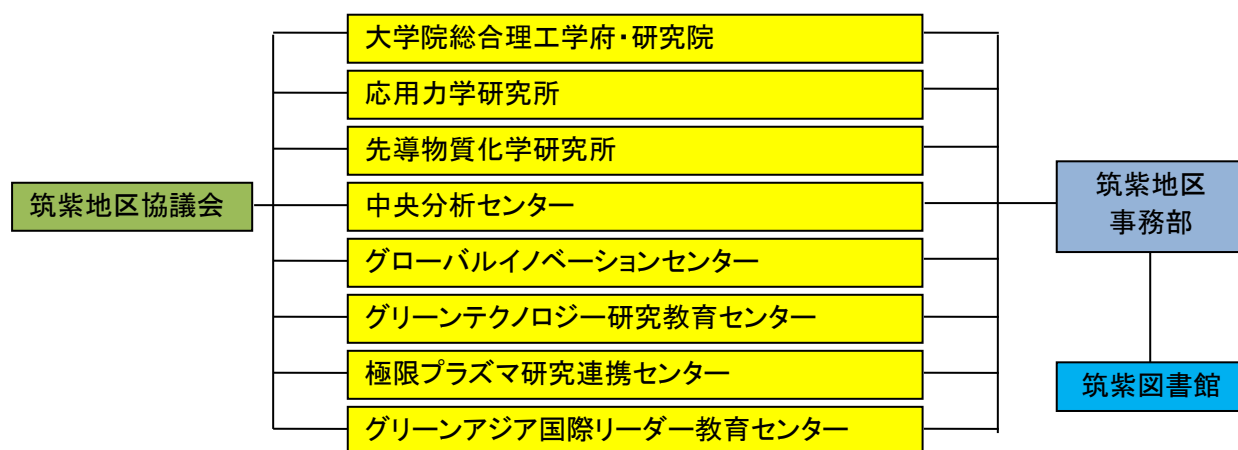 大学院総合理工学府・研究院
応用力学研究所
先導物質化学研究所
筑紫地区協議会
中央分析センター
筑紫地区
事務部
グローバルイノベーションセンター
グリーンテクノロジー研究教育センター
極限プラズマ研究連携センター
筑紫図書館
グリーンアジア国際リーダー教育センター